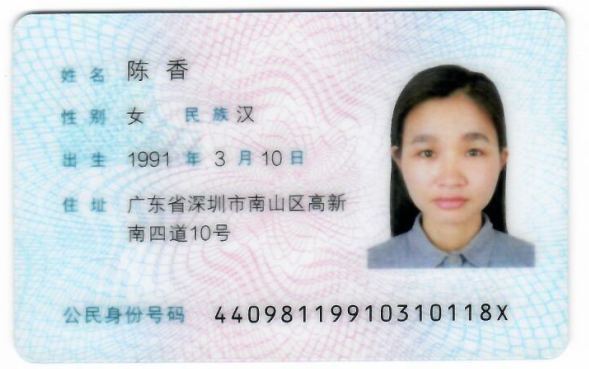 姓名 陈香
性别 女 民族 汉
出生 1991 年 3 月 10 日
住址 广东省深圳市南山区高新
南四道10号
公民身份号码 44098119910310118X